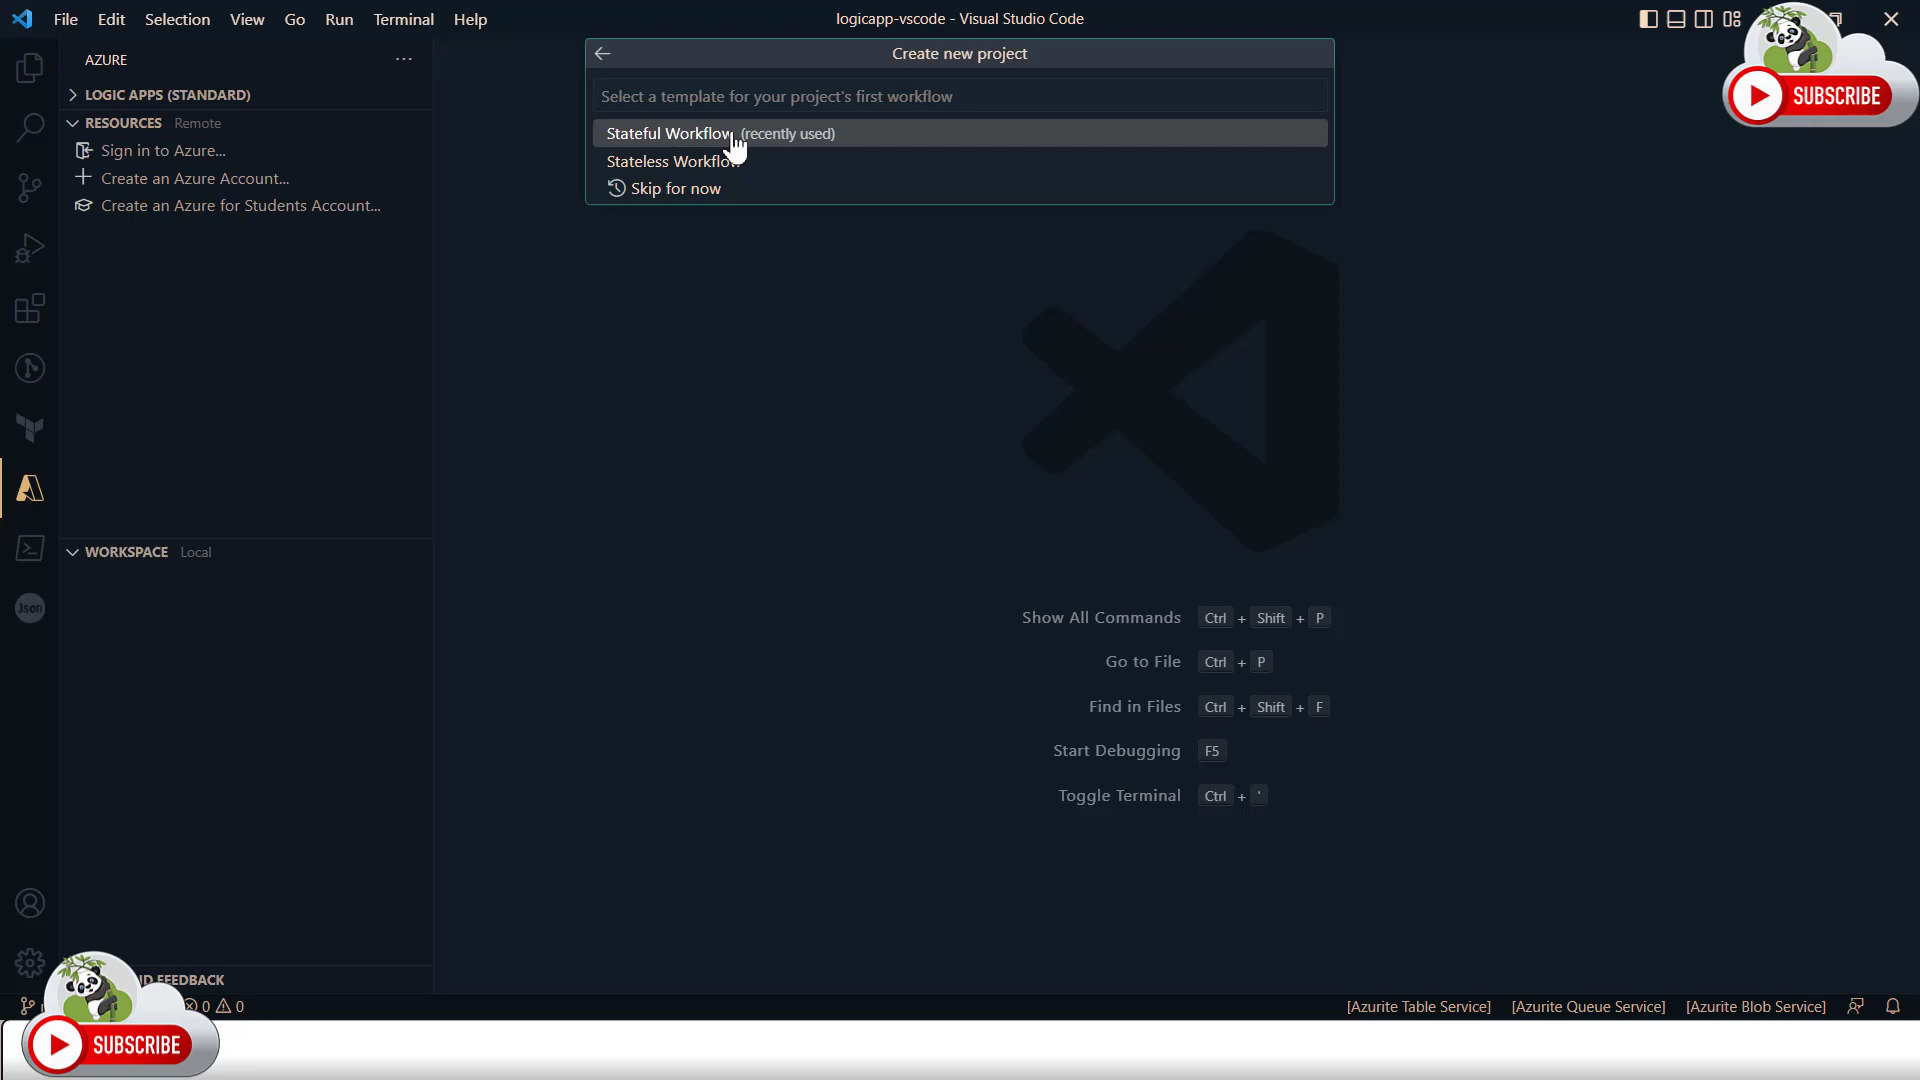 File Edit Selection View Go Run Terminal Help
logicapp-vscode - Visual Studio Code
SUBSCRIBE
AZURE
LOGIC APPS (STANDARD)
RESOURCES Remote
Sign in to Azure...
Create an Azure Account...
Create an Azure for Students Account...
Create new project
Select a template for your project's first workflow
Stateful Workflow (recently used)
Stateless Workflow
Skip for now
WORKSPACE Local
Json
Show All Commands Ctrl + Shift + P
Go to File Ctrl + P
Find in Files Ctrl + Shift + F
Start Debugging F5
Toggle Terminal Ctrl + '
FEEDBACK
0 0
[Azurite Table Service] [Azurite Queue Service] [Azurite Blob Service]
SUBSCRIBE